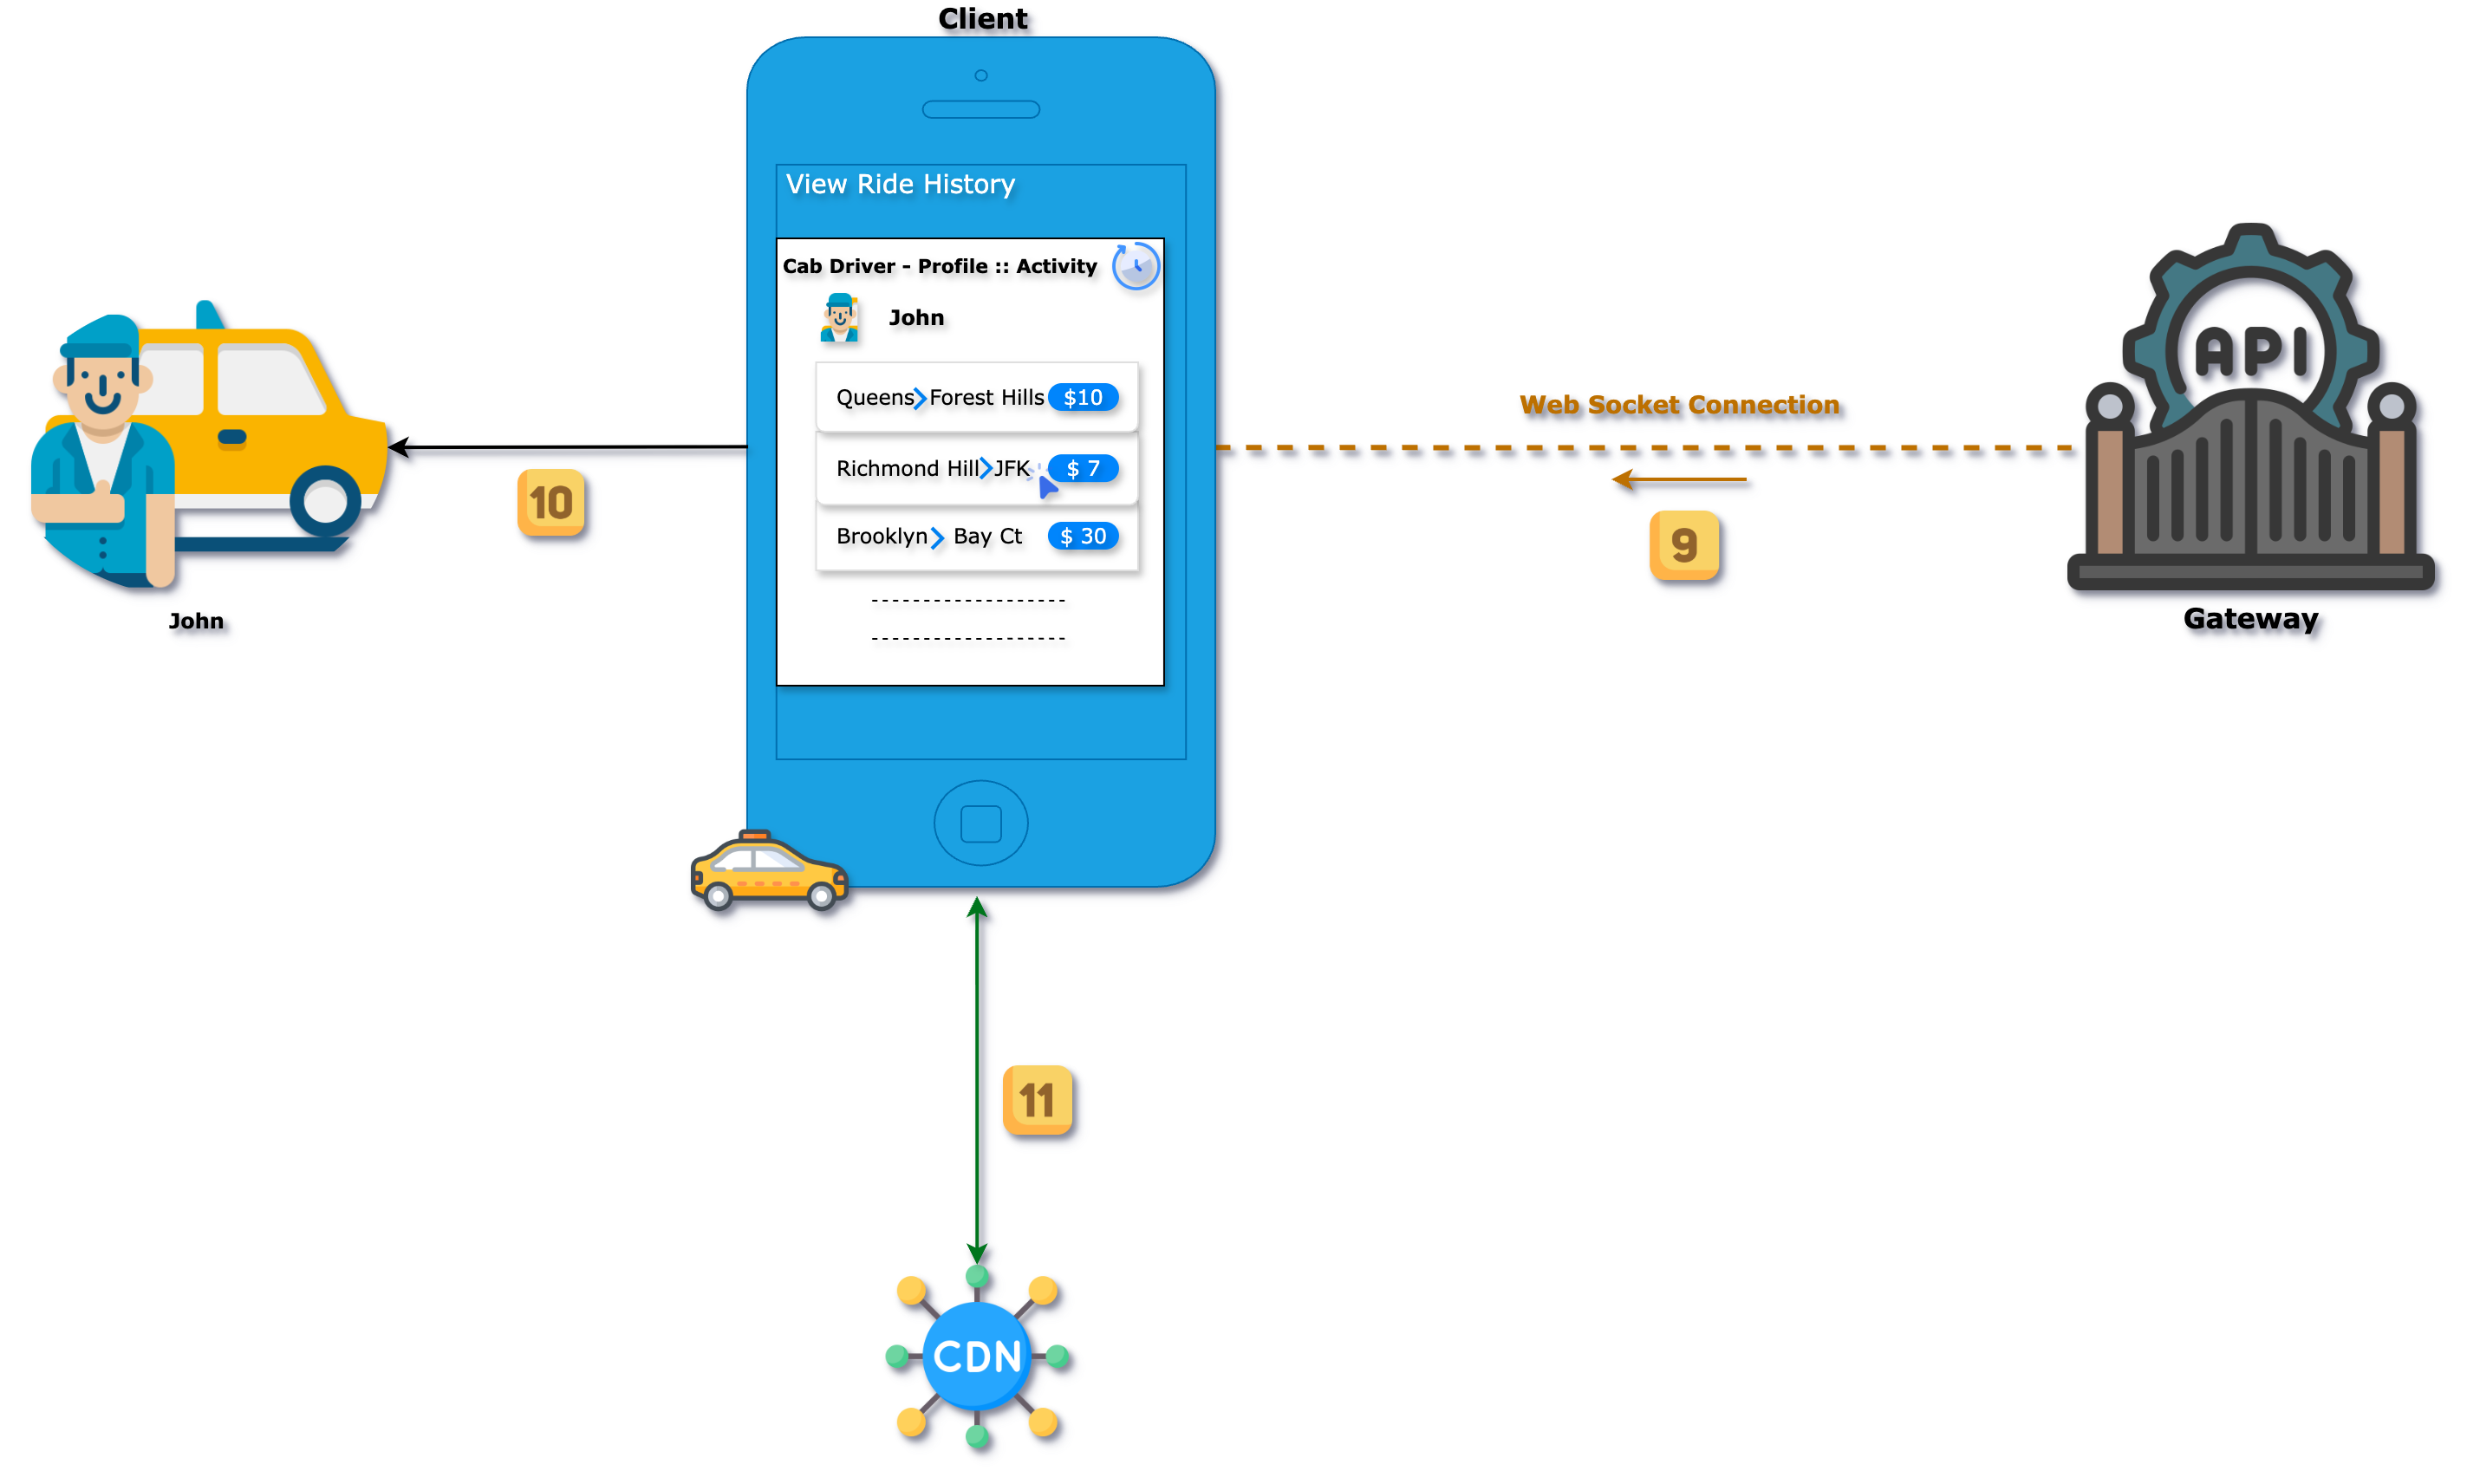 Client
View Ride History
Cab Driver - Profile :: Activity
John
Queens Forest Hills $10
Richmond Hill JFK $ 7
Brooklyn Bay Ct $ 30
John
10
Web Socket Connection
9
API
Gateway
11
CDN